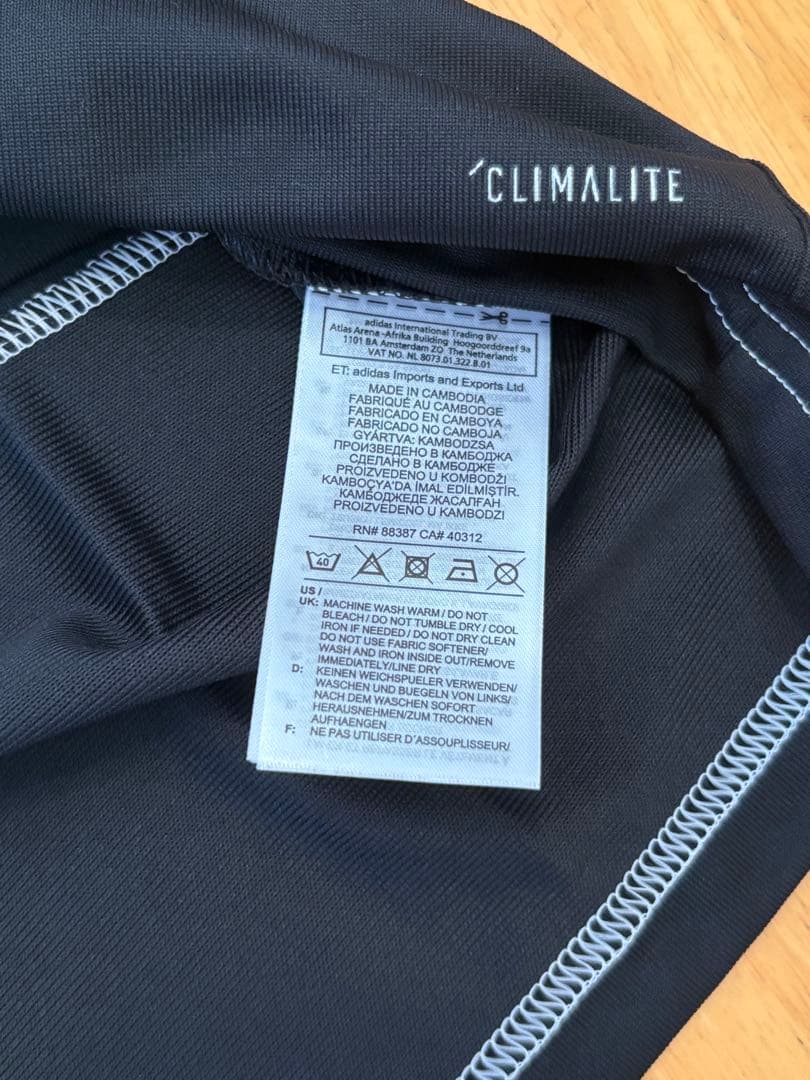 CLIMALITE
adidas International Trading BV
Atlas Arena -Afrika Building Hoogoorddreef 9a
1101 BA Amsterdam ZO The Netherlands
VAT NO. NL 8073.01.322.B.01
ET: adidas Imports and Exports Ltd
MADE IN CAMBODIA
FABRIQUÉ AU CAMBODGE
FABRICADO EN CAMBOYA
FABRICADO NO CAMBOJA
GYÁRTVA: KAMBODZSA
ПРОИЗВЕДЕНО В КАМБОДЖА
СДЕЛАНО В КАМБОДЖЕ
PROIZVEDENO U KOMBODŽI
KAMBOÇYA'DA İMAL EDİLMİŞTİR.
КАМБОДЖЕДЕ ЖАСАЛҒАН
PROIZVEDENO U KAMBODZI
RN# 88387 CA# 40312
40
US /
UK: MACHINE WASH WARM / DO NOT
BLEACH / DO NOT TUMBLE DRY / COOL
IRON IF NEEDED / DO NOT DRY CLEAN
DO NOT USE FABRIC SOFTENER/
WASH AND IRON INSIDE OUT/REMOVE
IMMEDIATELY/LINE DRY
D: KEINEN WEICHSPUELER VERWENDEN/
WASCHEN UND BUEGELN VON LINKS/
NACH DEM WASCHEN SOFORT
HERAUSNEHMEN/ZUM TROCKNEN
AUFHAENGEN
F: NE PAS UTILISER D'ASSOUPLISSEUR/